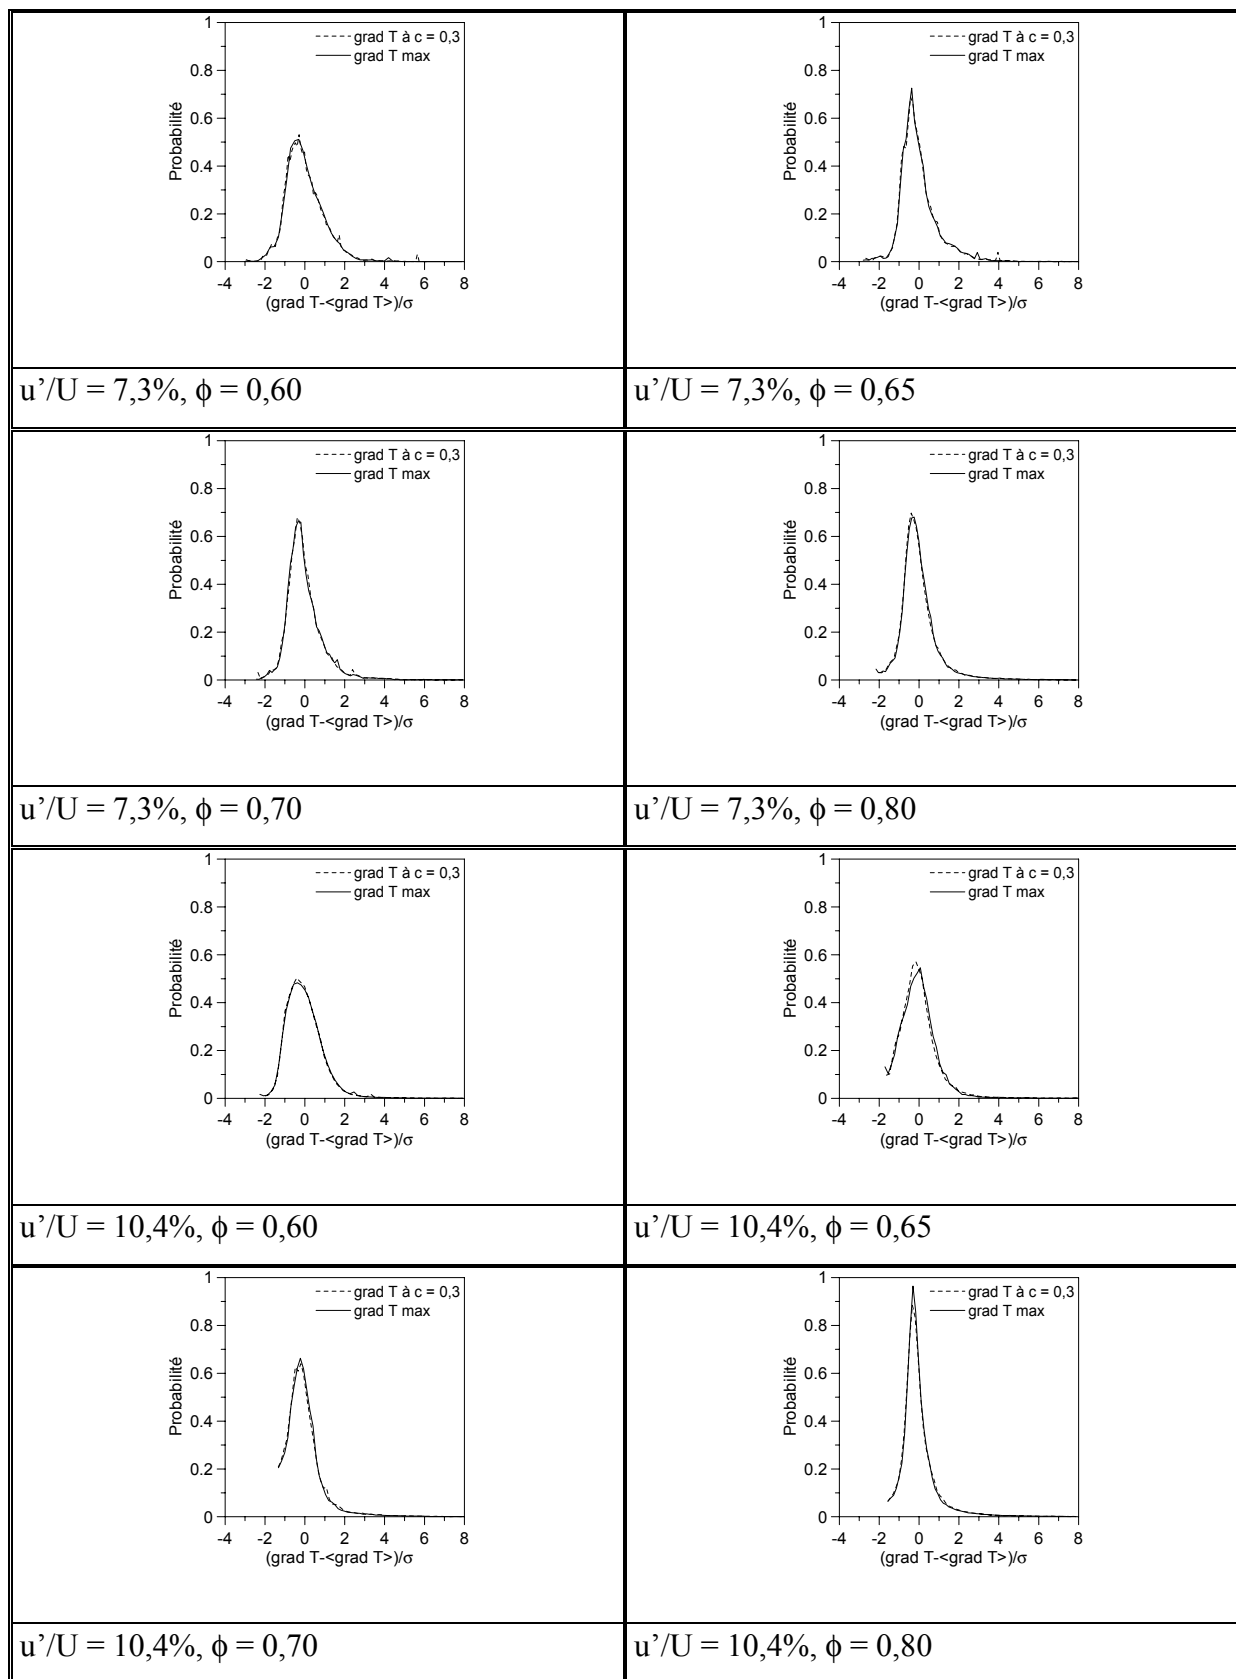 1
0.8
0.6
0.4
0.2
0
Probabilité
grad T à c = 0,3
grad T max
-4 -2 0 2 4 6 8
(grad T-<grad T>)/σ
1
0.8
0.6
0.4
0.2
0
Probabilité
grad T à c = 0,3
grad T max
-4 -2 0 2 4 6 8
(grad T-<grad T>)/σ
u’/U = 7,3%, ϕ = 0,60
u’/U = 7,3%, ϕ = 0,65
1
0.8
0.6
0.4
0.2
0
Probabilité
grad T à c = 0,3
grad T max
-4 -2 0 2 4 6 8
(grad T-<grad T>)/σ
1
0.8
0.6
0.4
0.2
0
Probabilité
grad T à c = 0,3
grad T max
-4 -2 0 2 4 6 8
(grad T-<grad T>)/σ
u’/U = 7,3%, ϕ = 0,70
u’/U = 7,3%, ϕ = 0,80
1
0.8
0.6
0.4
0.2
0
Probabilité
grad T à c = 0,3
grad T max
-4 -2 0 2 4 6 8
(grad T-<grad T>)/σ
1
0.8
0.6
0.4
0.2
0
Probabilité
grad T à c = 0,3
grad T max
-4 -2 0 2 4 6 8
(grad T-<grad T>)/σ
u’/U = 10,4%, ϕ = 0,60
u’/U = 10,4%, ϕ = 0,65
1
0.8
0.6
0.4
0.2
0
Probabilité
grad T à c = 0,3
grad T max
-4 -2 0 2 4 6 8
(grad T-<grad T>)/σ
1
0.8
0.6
0.4
0.2
0
Probabilité
grad T à c = 0,3
grad T max
-4 -2 0 2 4 6 8
(grad T-<grad T>)/σ
u’/U = 10,4%, ϕ = 0,70
u’/U = 10,4%, ϕ = 0,80